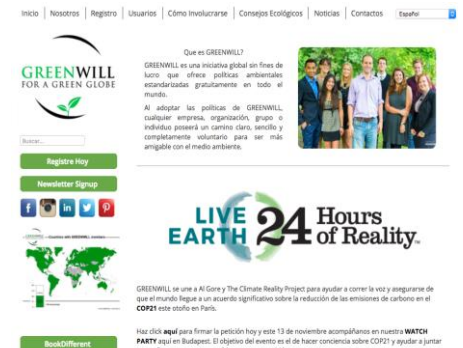 Inicio Nosotros Registro Usuarios Cómo Involucrarse Consejos Ecológicos Noticias Contactos Español
GREENWILL
FOR A GREEN GLOBE
Buscar...
Registre Hoy
Newsletter Signup
BookDifferent
Que es GREENWILL?
GREENWILL es una iniciativa global sin fines de
lucro que ofrece políticas ambientales
estandarizadas gratuitamente en todo el
mundo.
Al adoptar las políticas de GREENWILL,
cualquier empresa, organización, grupo o
individuo poseerá un camino claro, sencillo y
completamente voluntario para ser más
amigable con el medio ambiente.
LIVE EARTH 24 Hours of Reality™
GREENWILL se une a Al Gore y The Climate Reality Project para ayudar a correr la voz y asegurarse de
que el mundo llegue a un acuerdo significativo sobre la reducción de las emisiones de carbono en el
COP21 este otoño en París.
Haz click aquí para firmar la petición hoy y este 13 de noviembre acompáñanos en nuestra WATCH
PARTY aquí en Budapest. El objetivo del evento es el de hacer conciencia sobre COP21 y ayudar a juntar